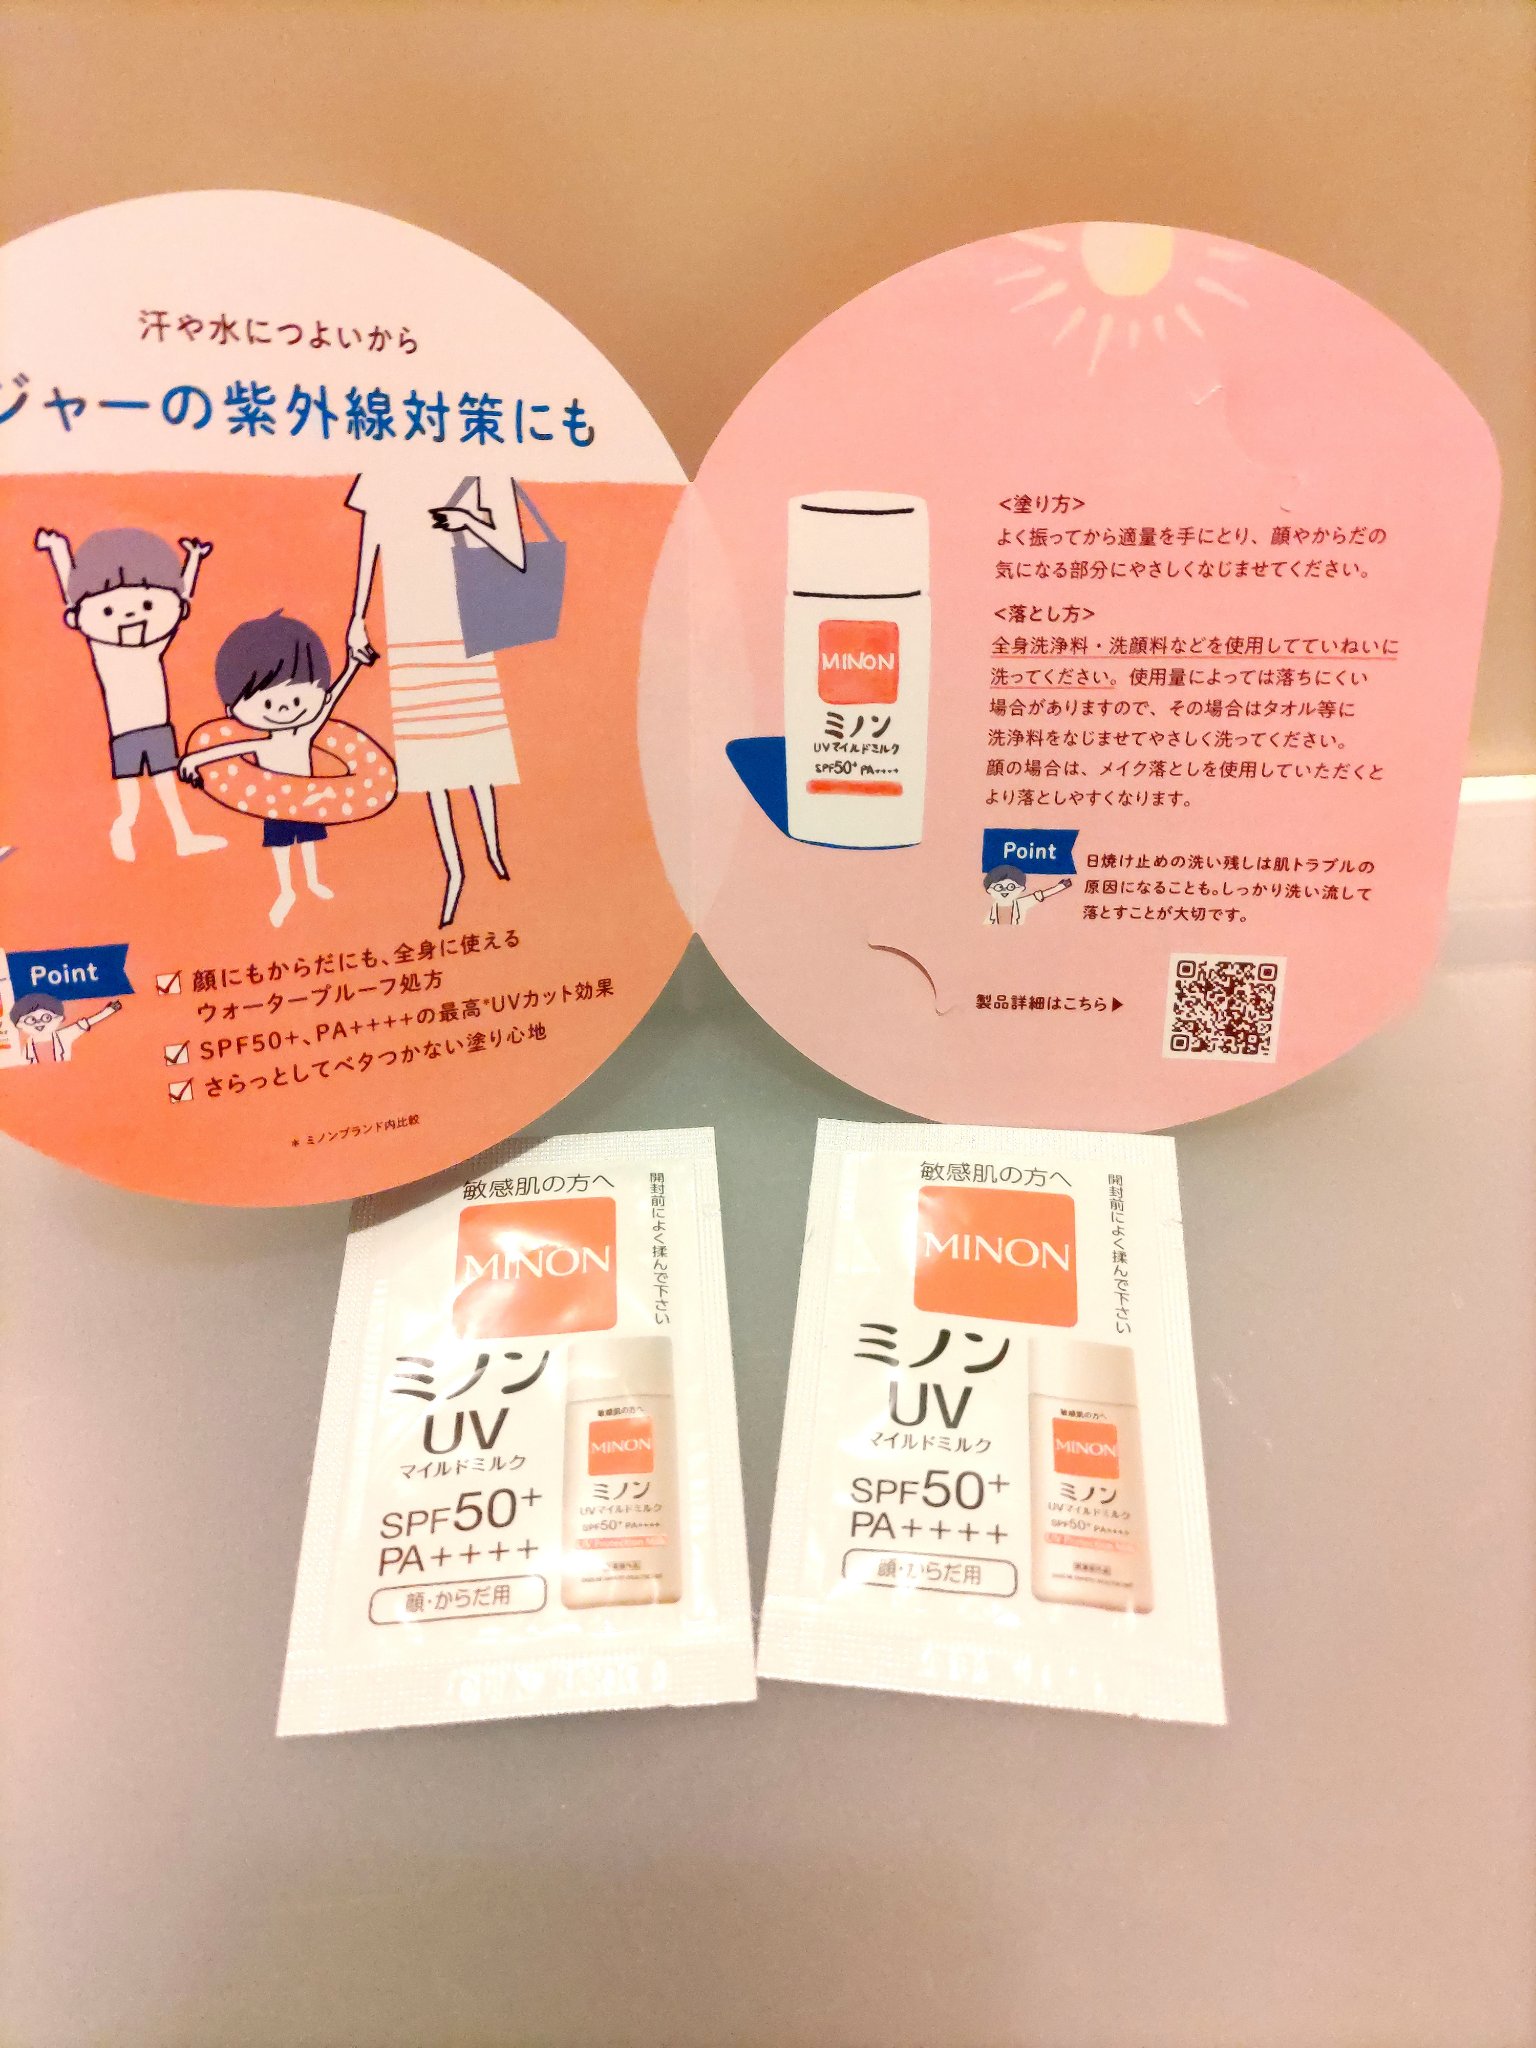 汗や水につよいから
ジャーの紫外線対策にも
Point
顔にもからだにも、全身に使える
ウォータープルーフ処方
SPF50+、PA++++の最高*UVカット効果
さらっとしてベタつかない塗り心地
* ミノンブランド内比較
MINON
ミノン
UVマイルドミルク
SPF50+ PA++++
<塗り方>
よく振ってから適量を手にとり、顔やからだの
気になる部分にやさしくなじませてください。
<落とし方>
全身洗浄料・洗顔料などを使用してていねいに
洗ってください。使用量によっては落ちにくい
場合がありますので、その場合はタオル等に
洗浄料をなじませてやさしく洗ってください。
顔の場合は、メイク落としを使用していただくと
より落としやすくなります。
Point
日焼け止めの洗い残しは肌トラブルの
原因になることも。しっかり洗い流して
落とすことが大切です。
製品詳細はこちら▶
敏感肌の方へ
MINON
開封前によく揉んで下さい
ミノン
UV
マイルドミルク
SPF50+
PA++++
顔・からだ用
敏感肌の方へ
MINON
ミノン
UVマイルドミルク
SPF50+ PA++++
敏感肌の方へ
MINON
開封前によく揉んで下さい
ミノン
UV
マイルドミルク
SPF50+
PA++++
顔・からだ用
敏感肌の方へ
MINON
ミノン
UVマイルドミルク
SPF50+ PA++++